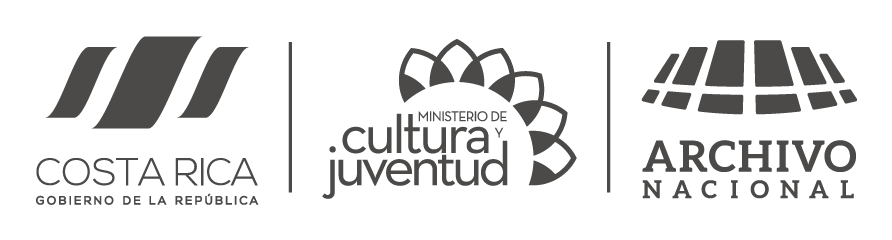 COSTA RICA
GOBIERNO DE LA REPÚBLICA
MINISTERIO DE
cultura y
juventud
ARCHIVO
NACIONAL